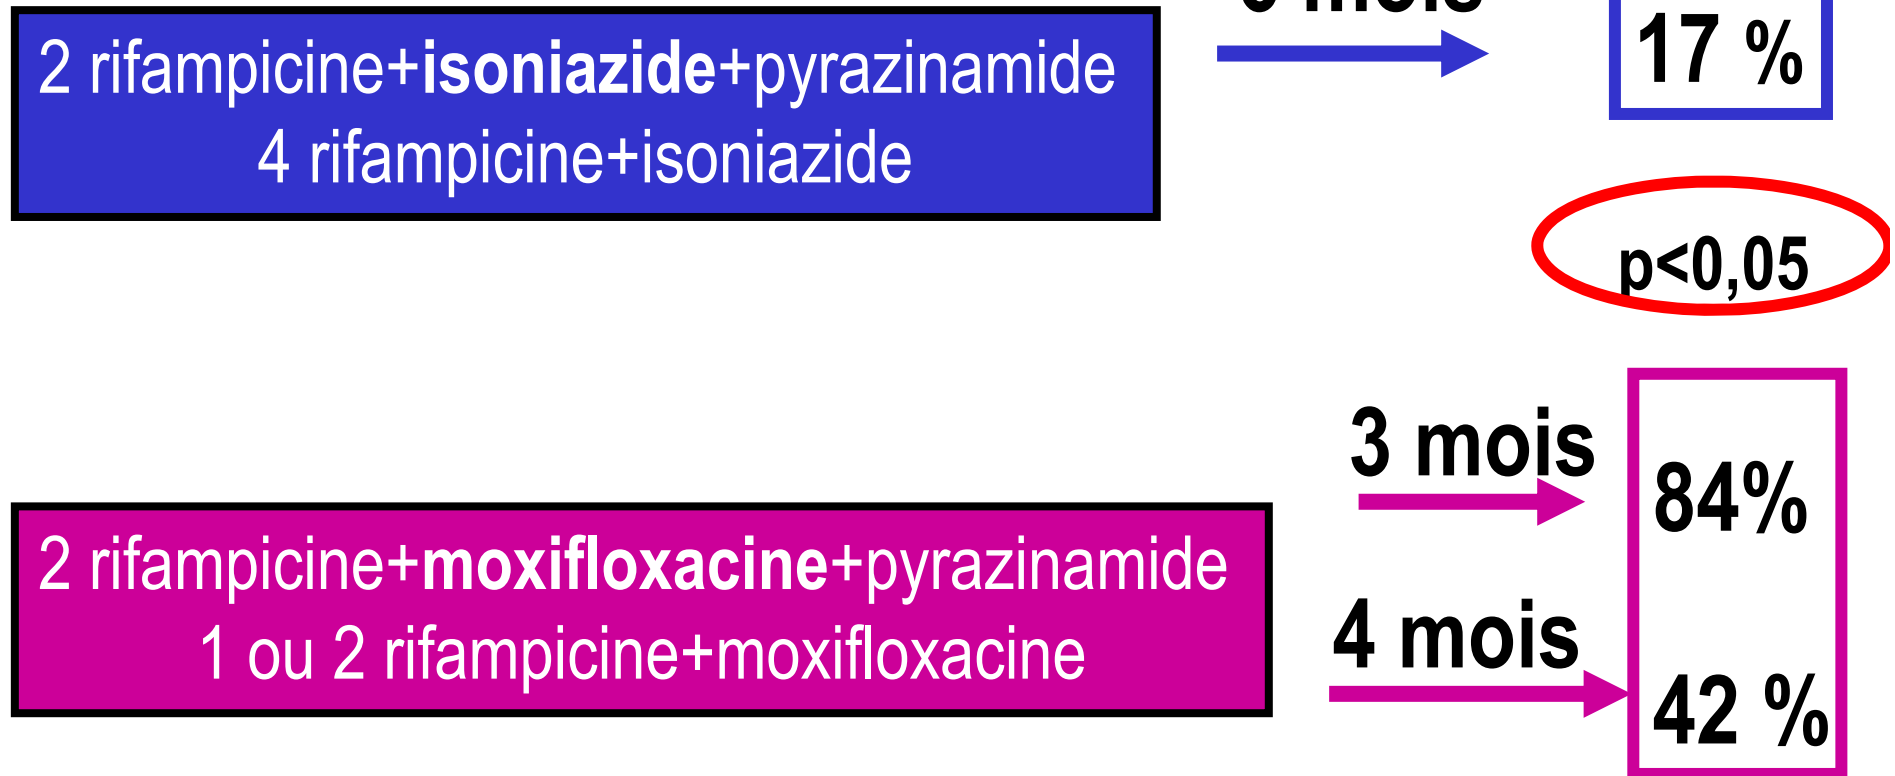 mois
2 rifampicine+isoniazide+pyrazinamide
4 rifampicine+isoniazide
17 %
p<0,05
3 mois
84%
2 rifampicine+moxifloxacine+pyrazinamide
1 ou 2 rifampicine+moxifloxacine
4 mois
42 %